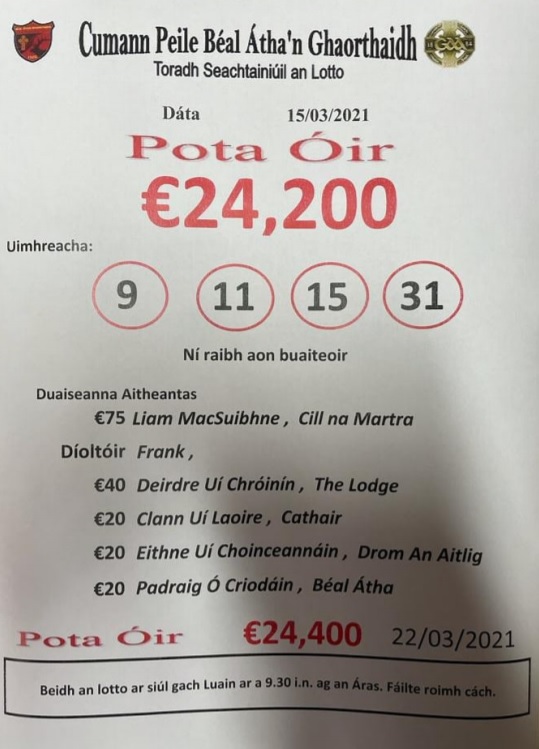 Cumann Peile Béal Átha'n Ghaorthaidh
Toradh Seachtainiúil an Lotto
Dáta 15/03/2021
Pota Óir
€24,200
Uimhreacha:
9 11 15 31
Ní raibh aon buaiteoir
Duaiseanna Aitheantas
€75 Liam MacSuibhne , Cill na Martra
Díoltóir Frank ,
€40 Deirdre Uí Chróinín , The Lodge
€20 Clann Uí Laoire , Cathair
€20 Eithne Uí Choinceannáin , Drom An Aitlig
€20 Padraig Ó Criodáin , Béal Átha
Pota Óir €24,400 22/03/2021
Beidh an lotto ar siúl gach Luain ar a 9.30 i.n. ag an Áras. Fáilte roimh cách.